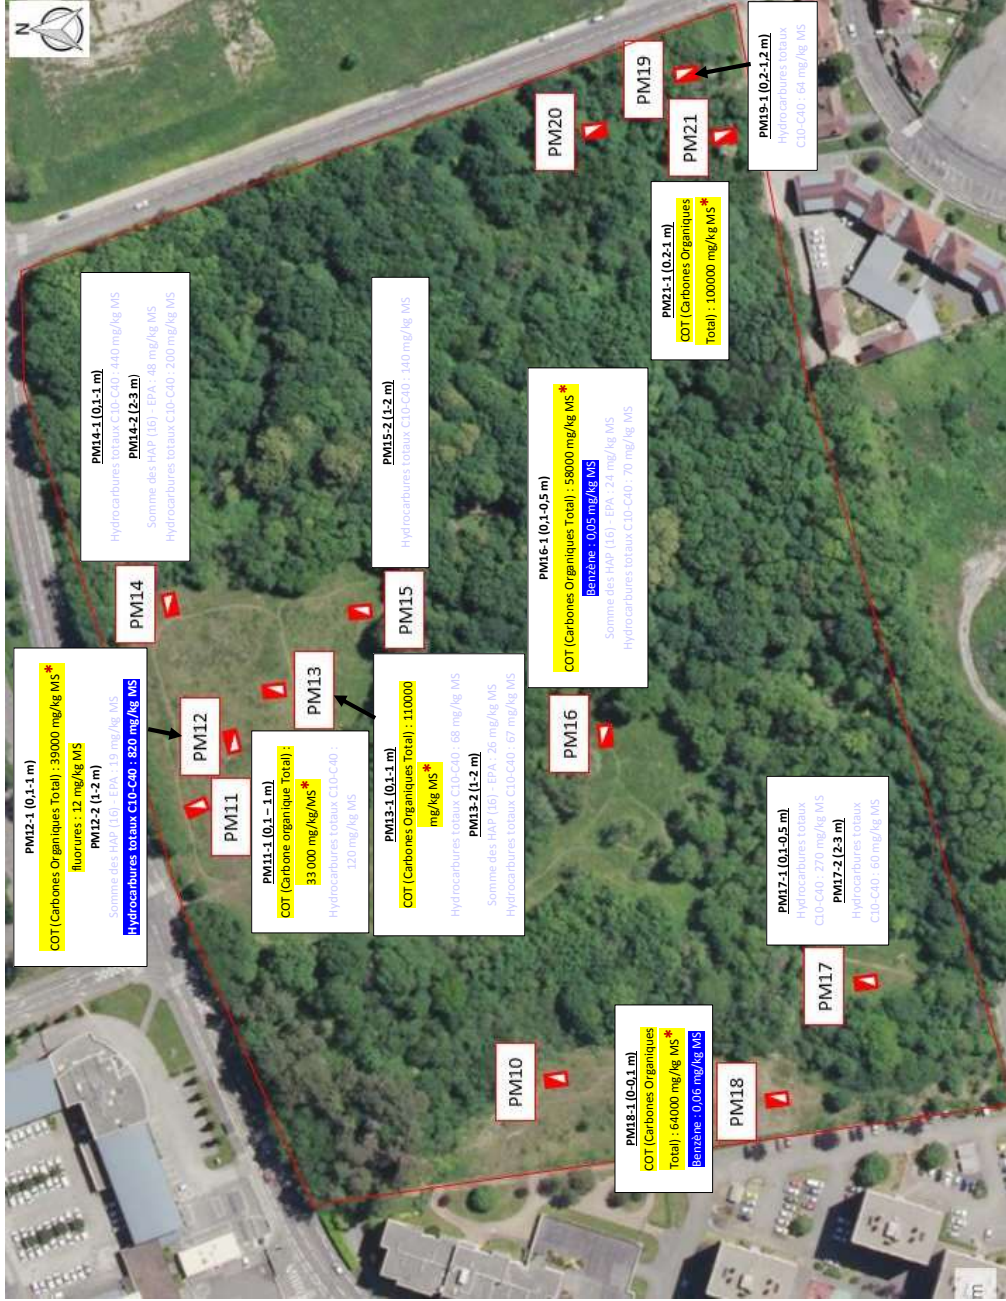 N
PM12-1 (0,1-1 m)
COT (Carbones Organiques Total) : 39000 mg/kg MS*
fluorures : 12 mg/kg MS
PM12-2 (1-2 m)
Somme des HAP (16) - EPA : 19 mg/kg MS
Hydrocarbures totaux C10-C40 : 820 mg/kg MS
PM14-1 (0,1-1 m)
Hydrocarbures totaux C10-C40 : 440 mg/kg MS
PM14-2 (2-3 m)
Somme des HAP (16) - EPA : 48 mg/kg MS
Hydrocarbures totaux C10-C40 : 200 mg/kg MS
PM14
PM12
PM11
PM13
PM15
PM11-1 (0,1 – 1m)
COT (Carbone organique Total) :
33 000 mg/kg/MS*
Hydrocarbures totaux C10-C40 :
120 mg/kg MS
PM13-1 (0,1-1 m)
COT (Carbones Organiques Total) : 110000
mg/kg MS*
Hydrocarbures totaux C10-C40 : 68 mg/kg MS
PM13-2 (1-2 m)
Somme des HAP (16) - EPA : 26 mg/kg MS
Hydrocarbures totaux C10-C40 : 67 mg/kg MS
PM15-2 (1-2 m)
Hydrocarbures totaux C10-C40 : 140 mg/kg MS
PM20
PM19
PM21
PM19-1 (0,2-1,2 m)
Hydrocarbures totaux
C10-C40 : 64 mg/kg MS
PM21-1 (0.2-1 m)
COT (Carbones Organiques
Total) : 100000 mg/kg MS*
PM16-1 (0,1-0,5 m)
COT (Carbones Organiques Total) : 58000 mg/kg MS*
Benzène : 0,05 mg/kg MS
Somme des HAP (16) - EPA : 24 mg/kg MS
Hydrocarbures totaux C10-C40 : 70 mg/kg MS
PM16
PM10
PM18-1 (0-0,1 m)
COT (Carbones Organiques
Total) : 64000 mg/kg MS*
Benzène : 0,06 mg/kg MS
PM18
PM17-1 (0,1-0,5 m)
Hydrocarbures totaux
C10-C40 : 270 mg/kg MS
PM17-2 (2-3 m)
Hydrocarbures totaux
C10-C40 : 60 mg/kg MS
PM17
m